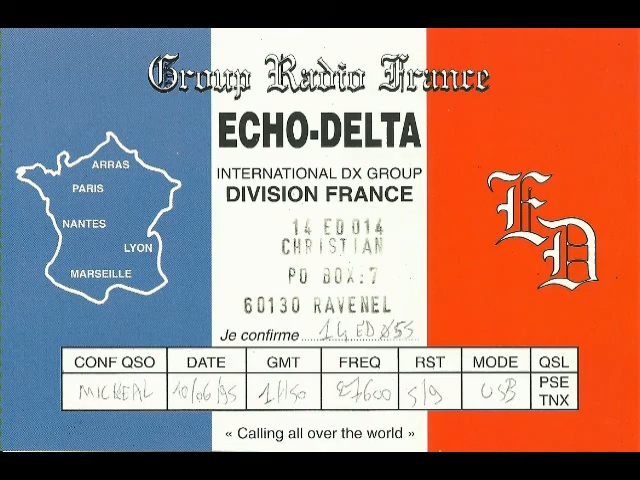 Group Radio France
ECHO-DELTA
INTERNATIONAL DX GROUP
DIVISION FRANCE
ARRAS
PARIS
NANTES
LYON
MARSEILLE
ED
14 ED 014
CHRISTIAN
PO BOX:7
60130 RAVENEL
Je confirme 14 ED 055
CONF QSO DATE GMT FREQ RST MODE QSL
MICKEAL 10/06/95 27600 5/9 USB PSE
TNX
« Calling all over the world »